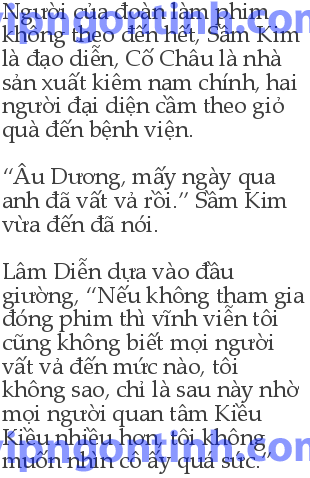 Người của đoàn làm phim
không theo đến hết, Sầm Kim
là đạo diễn, Cố Châu là nhà
sản xuất kiêm nam chính, hai
người đại diện cầm theo giỏ
quà đến bệnh viện.
“Âu Dương, mấy ngày qua
anh đã vất vả rồi.” Sầm Kim
vừa đến đã nói.
Lâm Diễn dựa vào đầu
giường, “Nếu không tham gia
đóng phim thì vĩnh viễn tôi
cũng không biết mọi người
vất vả đến mức nào, tôi
không sao, chỉ là sau này nhờ
mọi người quan tâm Kiều
Kiều nhiều hơn, tôi không
muốn nhìn cô ấy quá sức.”